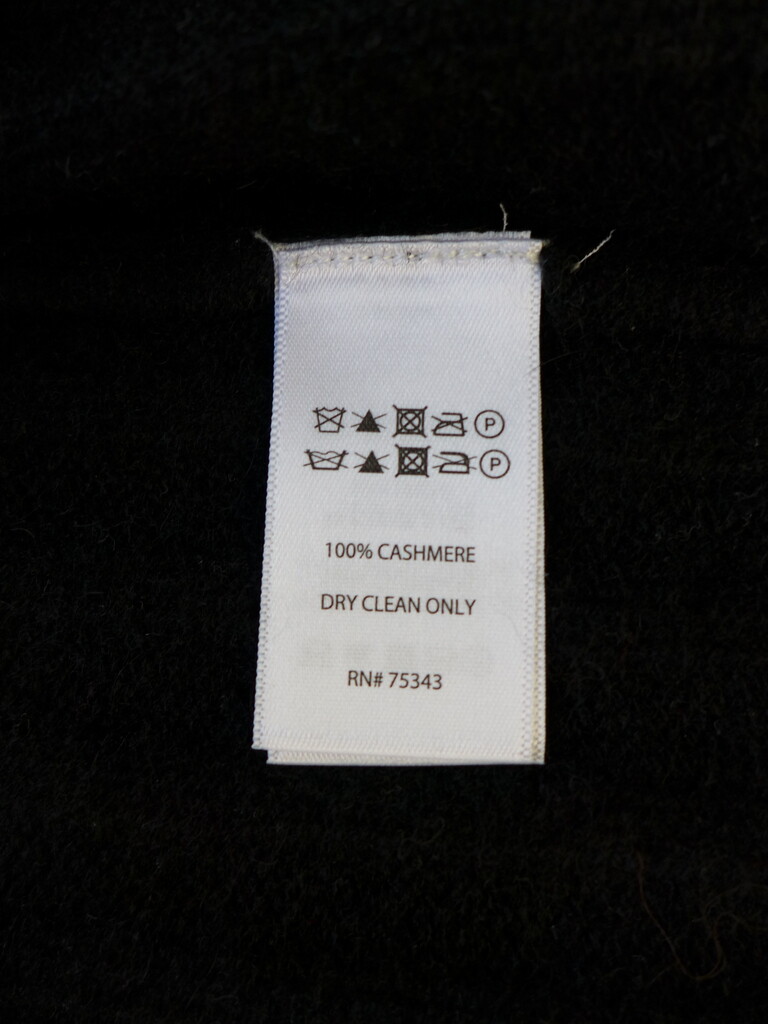 P
P
100% CASHMERE
DRY CLEAN ONLY
RN# 75343